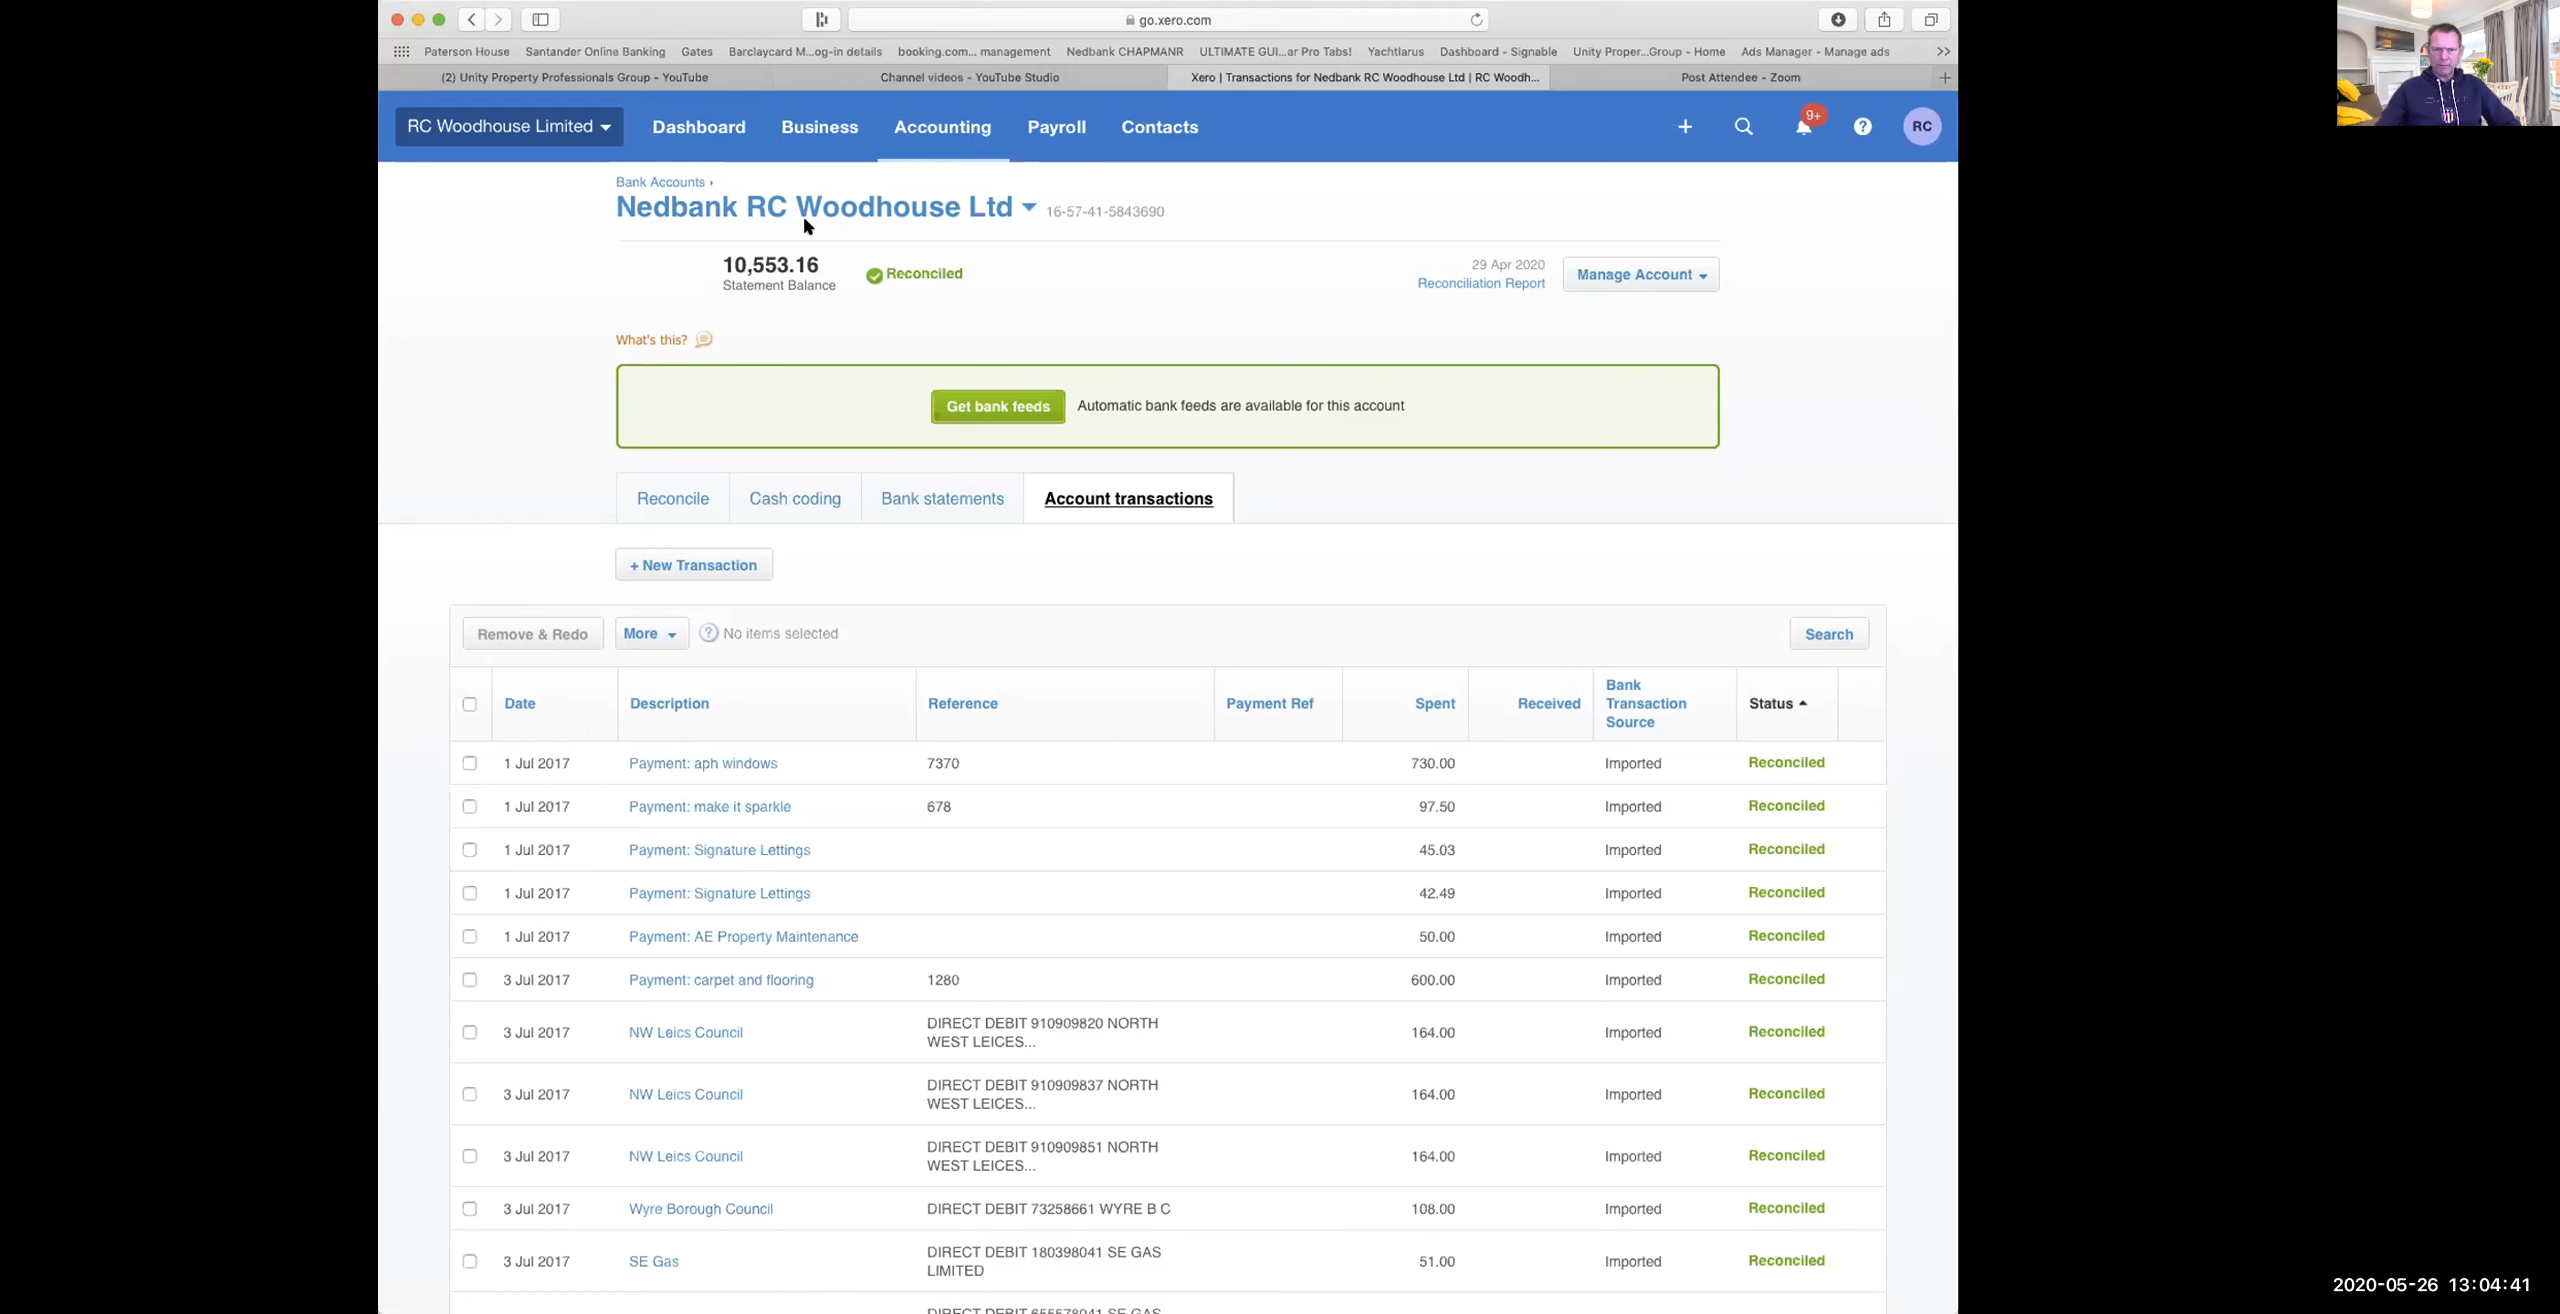 go.xero.com
Paterson House Santander Online Banking Gates Barclaycard M...og-in details booking.com... management Nedbank CHAPMANR ULTIMATE GUI...ar Pro Tabs! Yachtlarus Dashboard - Signable Unity Proper...Group - Home Ads Manager - Manage ads >>
(2) Unity Property Professionals Group - YouTube Channel videos - YouTube Studio Xero | Transactions for Nedbank RC Woodhouse Ltd | RC Woodh... Post Attendee - Zoom +
RC Woodhouse Limited Dashboard Business Accounting Payroll Contacts + 9+ ? RC
Bank Accounts ›
Nedbank RC Woodhouse Ltd 16-57-41-5843690
10,553.16 Reconciled 29 Apr 2020 Manage Account
Statement Balance Reconciliation Report
What's this?
Get bank feeds Automatic bank feeds are available for this account
Reconcile Cash coding Bank statements Account transactions
+ New Transaction
Remove & Redo More ? No items selected Search
Date Description Reference Payment Ref Spent Received Bank Transaction Source Status
1 Jul 2017 Payment: aph windows 7370 730.00 Imported Reconciled
1 Jul 2017 Payment: make it sparkle 678 97.50 Imported Reconciled
1 Jul 2017 Payment: Signature Lettings 45.03 Imported Reconciled
1 Jul 2017 Payment: Signature Lettings 42.49 Imported Reconciled
1 Jul 2017 Payment: AE Property Maintenance 50.00 Imported Reconciled
3 Jul 2017 Payment: carpet and flooring 1280 600.00 Imported Reconciled
3 Jul 2017 NW Leics Council DIRECT DEBIT 910909820 NORTH WEST LEICES... 164.00 Imported Reconciled
3 Jul 2017 NW Leics Council DIRECT DEBIT 910909837 NORTH WEST LEICES... 164.00 Imported Reconciled
3 Jul 2017 NW Leics Council DIRECT DEBIT 910909851 NORTH WEST LEICES... 164.00 Imported Reconciled
3 Jul 2017 Wyre Borough Council DIRECT DEBIT 73258661 WYRE B C 108.00 Imported Reconciled
3 Jul 2017 SE Gas DIRECT DEBIT 180398041 SE GAS LIMITED 51.00 Imported Reconciled
2020-05-26 13:04:41